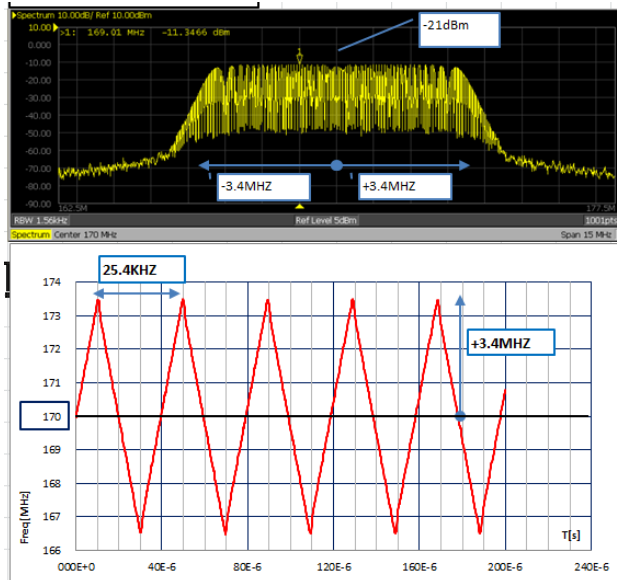 Spectrum 10.00dB/ Ref 10.00dBm
10.00 >1: 169.01 MHz -11.3466 dBm
-21dBm
0.000
1
-10.00
-20.00
-30.00
-40.00
-50.00
-60.00
-70.00
-80.00
-90.00
-3.4MHZ
+3.4MHZ
162.5M
177.5M
RBW 1.56kHz Ref Level 5dBm 1001pts
Spectrum Center 170 MHz Span 15 MHz
25.4KHZ
174
173
172
171
170
169
168
167
166
+3.4MHZ
Freq[MHz]
T[s]
000E+0 40E-6 80E-6 120E-6 160E-6 200E-6 240E-6